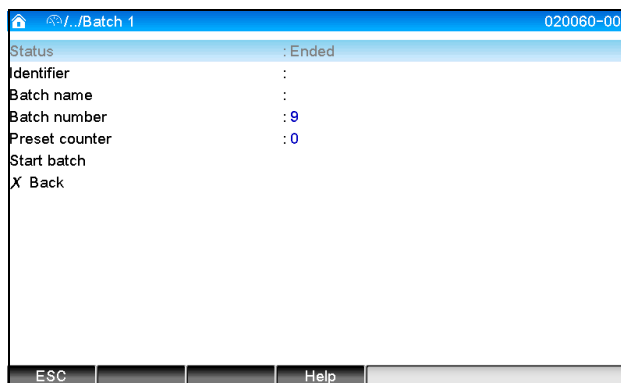 /../Batch 1 020060-00
Status : Ended
Identifier :
Batch name :
Batch number : 9
Preset counter : 0
Start batch
X Back
ESC Help